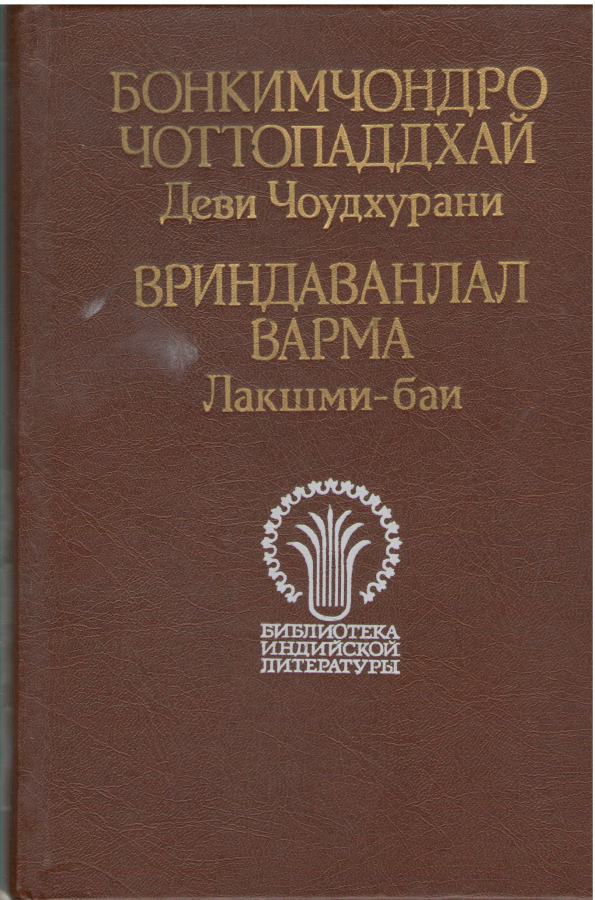 БОНКИМЧОНДРО
ЧОТТОПАДДХАЙ
Деви Чоудхурани
ВРИНДАВАНЛАЛ
ВАРМА
Лакшми-баи
БИБЛИОТЕКА
ИНДИЙСКОЙ
ЛИТЕРАТУРЫ